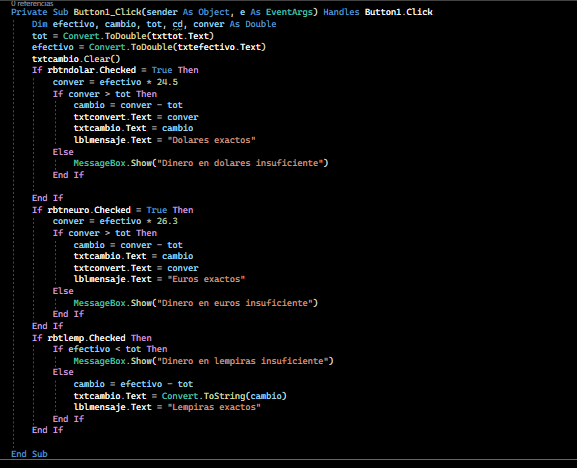 0 referencias
Private Sub Button1_Click(sender As Object, e As EventArgs) Handles Button1.Click
    Dim efectivo, cambio, tot, cd, conver As Double
    tot = Convert.ToDouble(txttot.Text)
    efectivo = Convert.ToDouble(txtefectivo.Text)
    txtcambio.Clear()
    If rbtndolar.Checked = True Then
        conver = efectivo * 24.5
        If conver > tot Then
            cambio = conver - tot
            txtconvert.Text = conver
            txtcambio.Text = cambio
            lblmensaje.Text = "Dolares exactos"
        Else
            MessageBox.Show("Dinero en dolares insuficiente")
        End If
    End If
    If rbtneuro.Checked = True Then
        conver = efectivo * 26.3
        If conver > tot Then
            cambio = conver - tot
            txtcambio.Text = cambio
            txtconvert.Text = conver
            lblmensaje.Text = "Euros exactos"
        Else
            MessageBox.Show("Dinero en euros insuficiente")
        End If
    End If
    If rbtlemp.Checked Then
        If efectivo < tot Then
            MessageBox.Show("Dinero en lempiras insuficiente")
        Else
            cambio = efectivo - tot
            txtcambio.Text = Convert.ToString(cambio)
            lblmensaje.Text = "Lempiras exactos"
        End If
    End If
End Sub